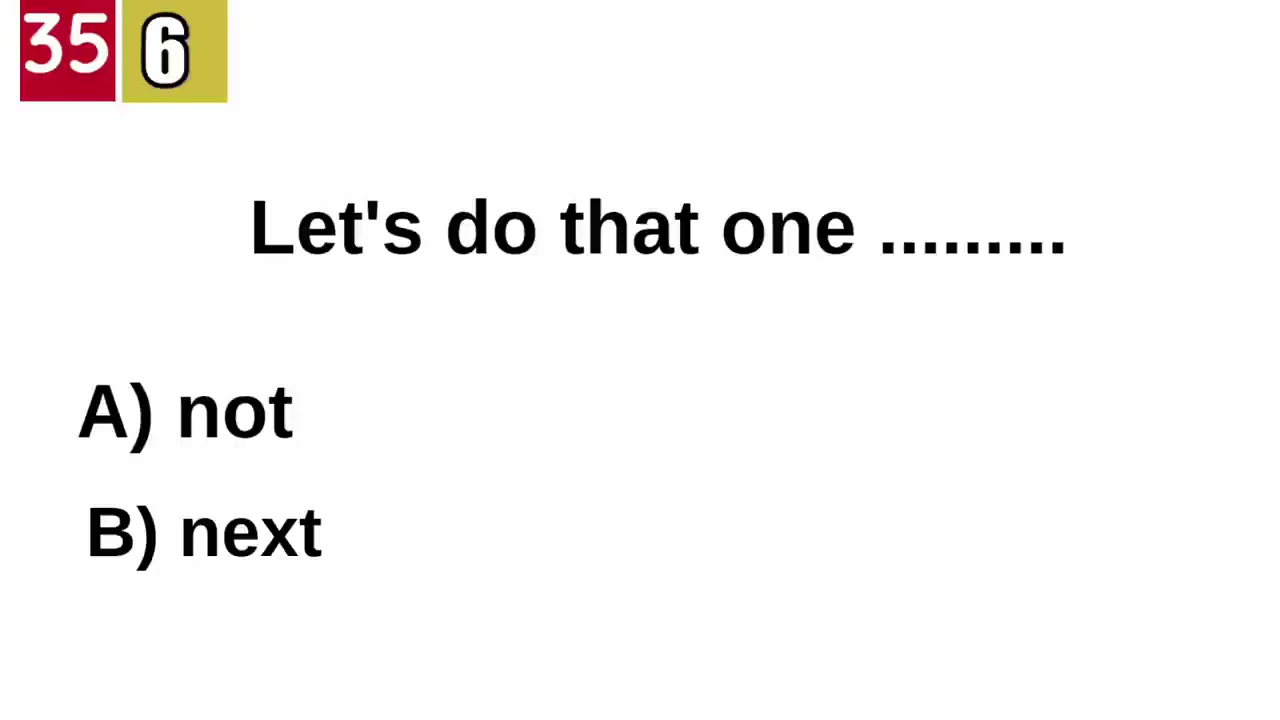 35 6
Let's do that one .........
A) not
B) next